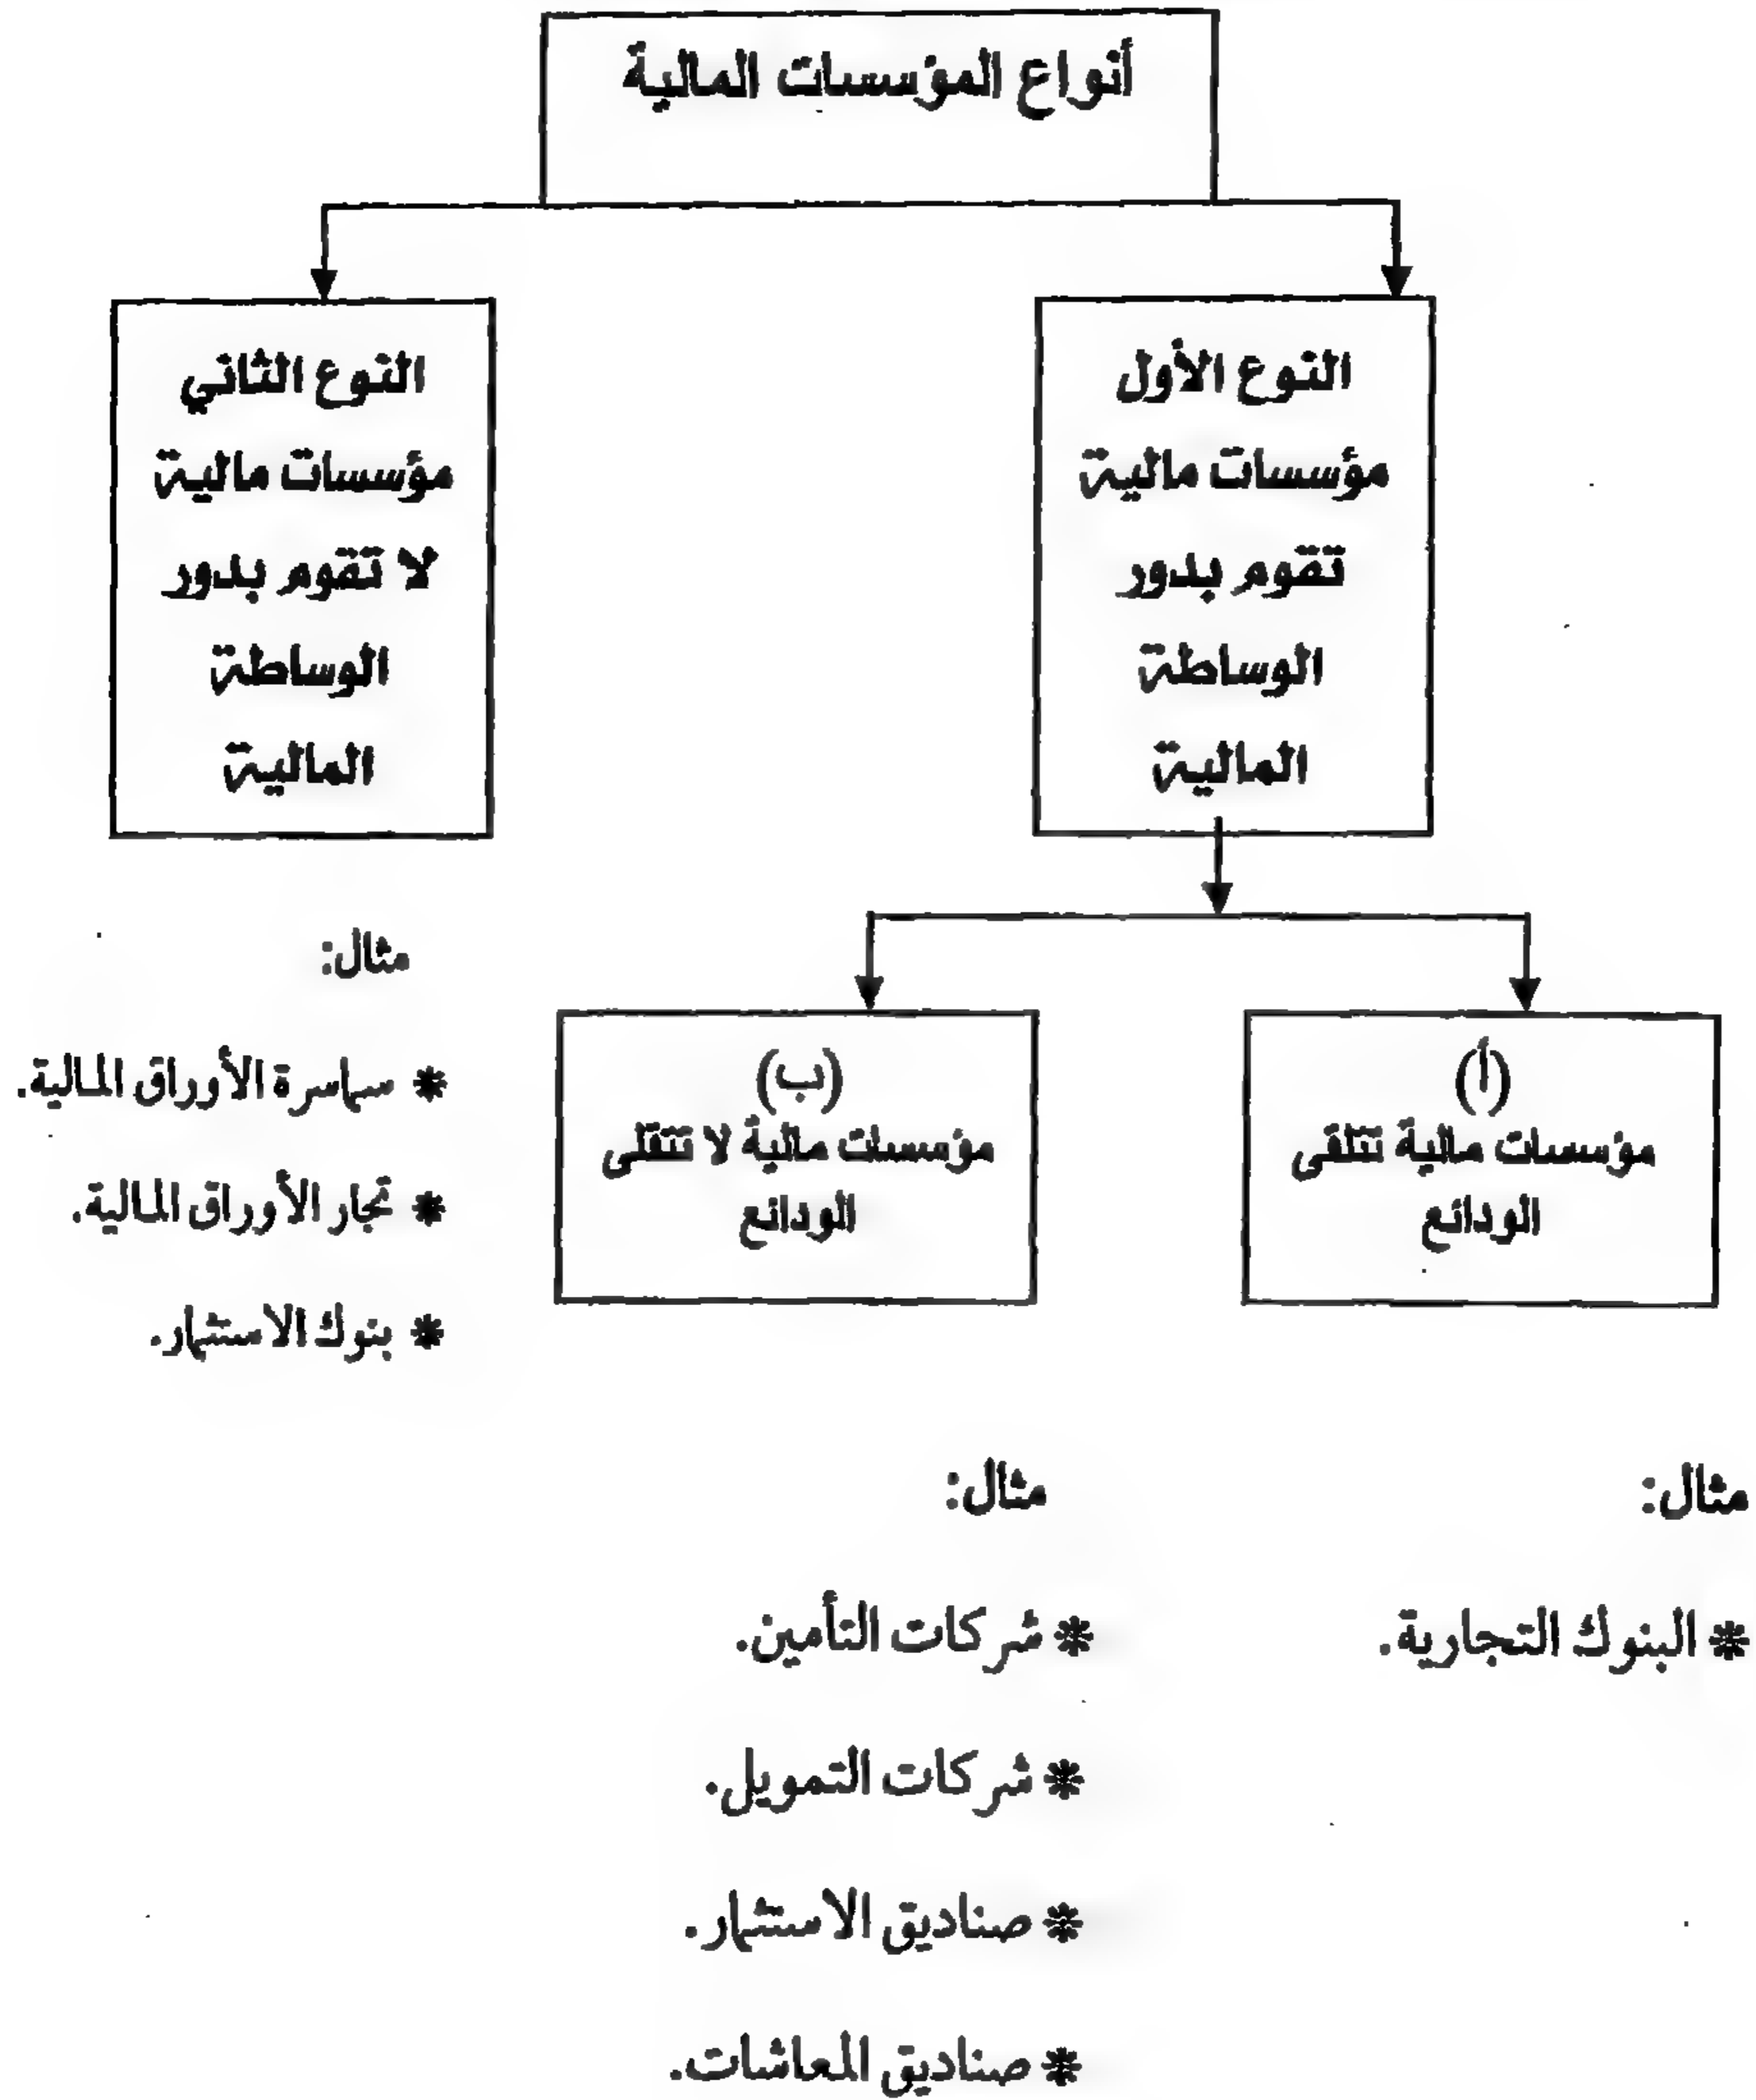 أنواع المؤسسات المالية
النوع الأول
مؤسسات مالية
تقوم بدور
الوساطة
المالية
النوع الثاني
مؤسسات مالية
لا تقوم بدور
الوساطة
المالية
مثال:
* سماسرة الأوراق المالية.
* تجار الأوراق المالية.
* بنوك الاستثمار.
(أ)
مؤسسات مالية تتلقى
الودائع
(ب)
مؤسسات مالية لا تتلقى
الودائع
مثال:
* البنوك التجارية.
مثال:
* شركات التأمين.
* شركات التمويل.
* صناديق الاستثمار.
* صناديق المعاشات.